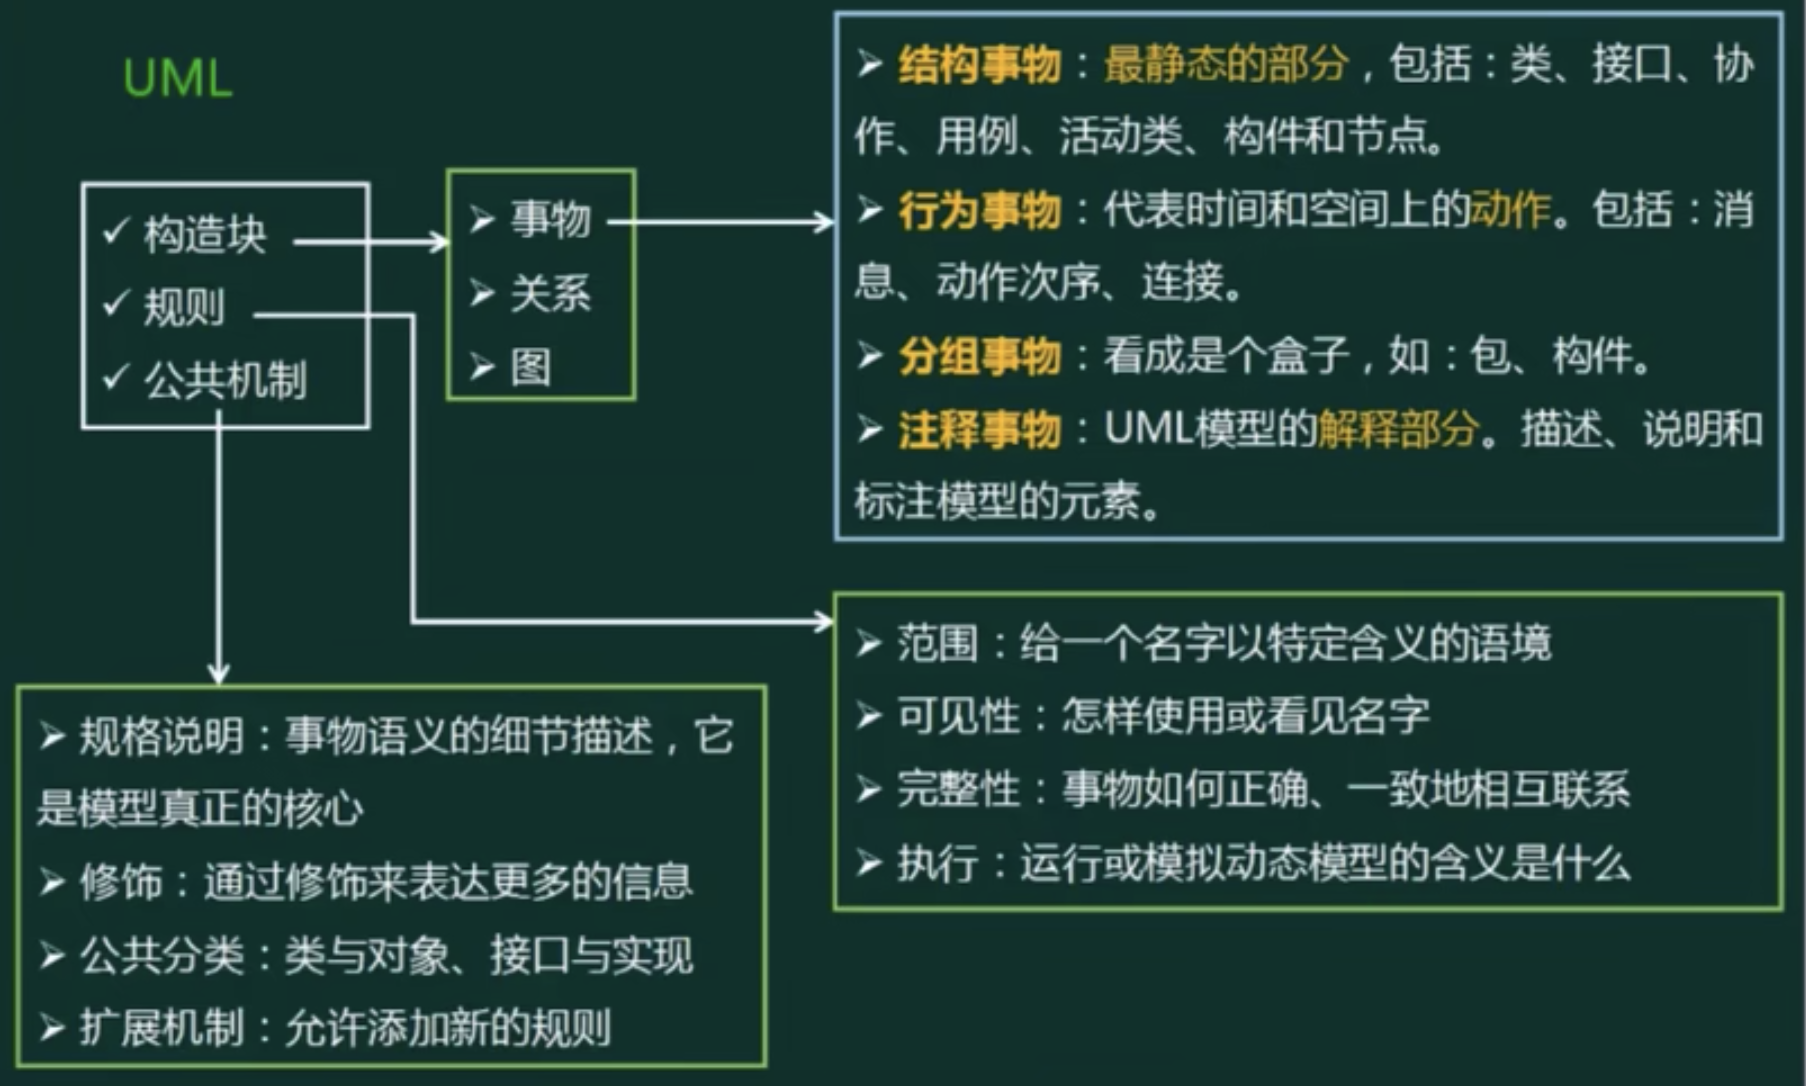 UML
✓ 构造块
✓ 规则
✓ 公共机制
➢ 事物
➢ 关系
➢ 图
➢ 结构事物：最静态的部分，包括：类、接口、协
作、用例、活动类、构件和节点。
➢ 行为事物：代表时间和空间上的动作。包括：消
息、动作次序、连接。
➢ 分组事物：看成是个盒子，如：包、构件。
➢ 注释事物：UML模型的解释部分。描述、说明和
标注模型的元素。
➢ 范围：给一个名字以特定含义的语境
➢ 可见性：怎样使用或看见名字
➢ 完整性：事物如何正确、一致地相互联系
➢ 执行：运行或模拟动态模型的含义是什么
➢ 规格说明：事物语义的细节描述，它
是模型真正的核心
➢ 修饰：通过修饰来表达更多的信息
➢ 公共分类：类与对象、接口与实现
➢ 扩展机制：允许添加新的规则